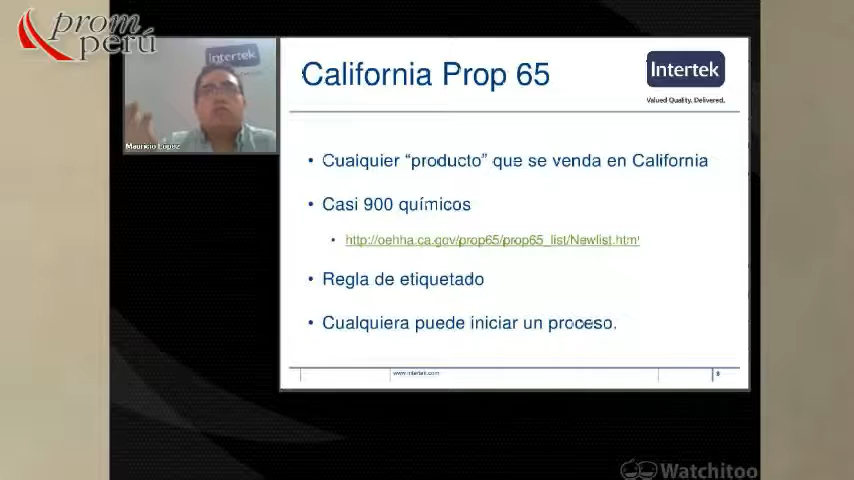 prom
perú
Intertek
Mauricio Lopez
California Prop 65
Intertek
Valued Quality. Delivered.
• Cualquier “producto” que se venda en California
• Casi 900 químicos
• http://oehha.ca.gov/prop65/prop65_list/Newlist.html
• Regla de etiquetado
• Cualquiera puede iniciar un proceso.
www.intertek.com
9
Watchitoo